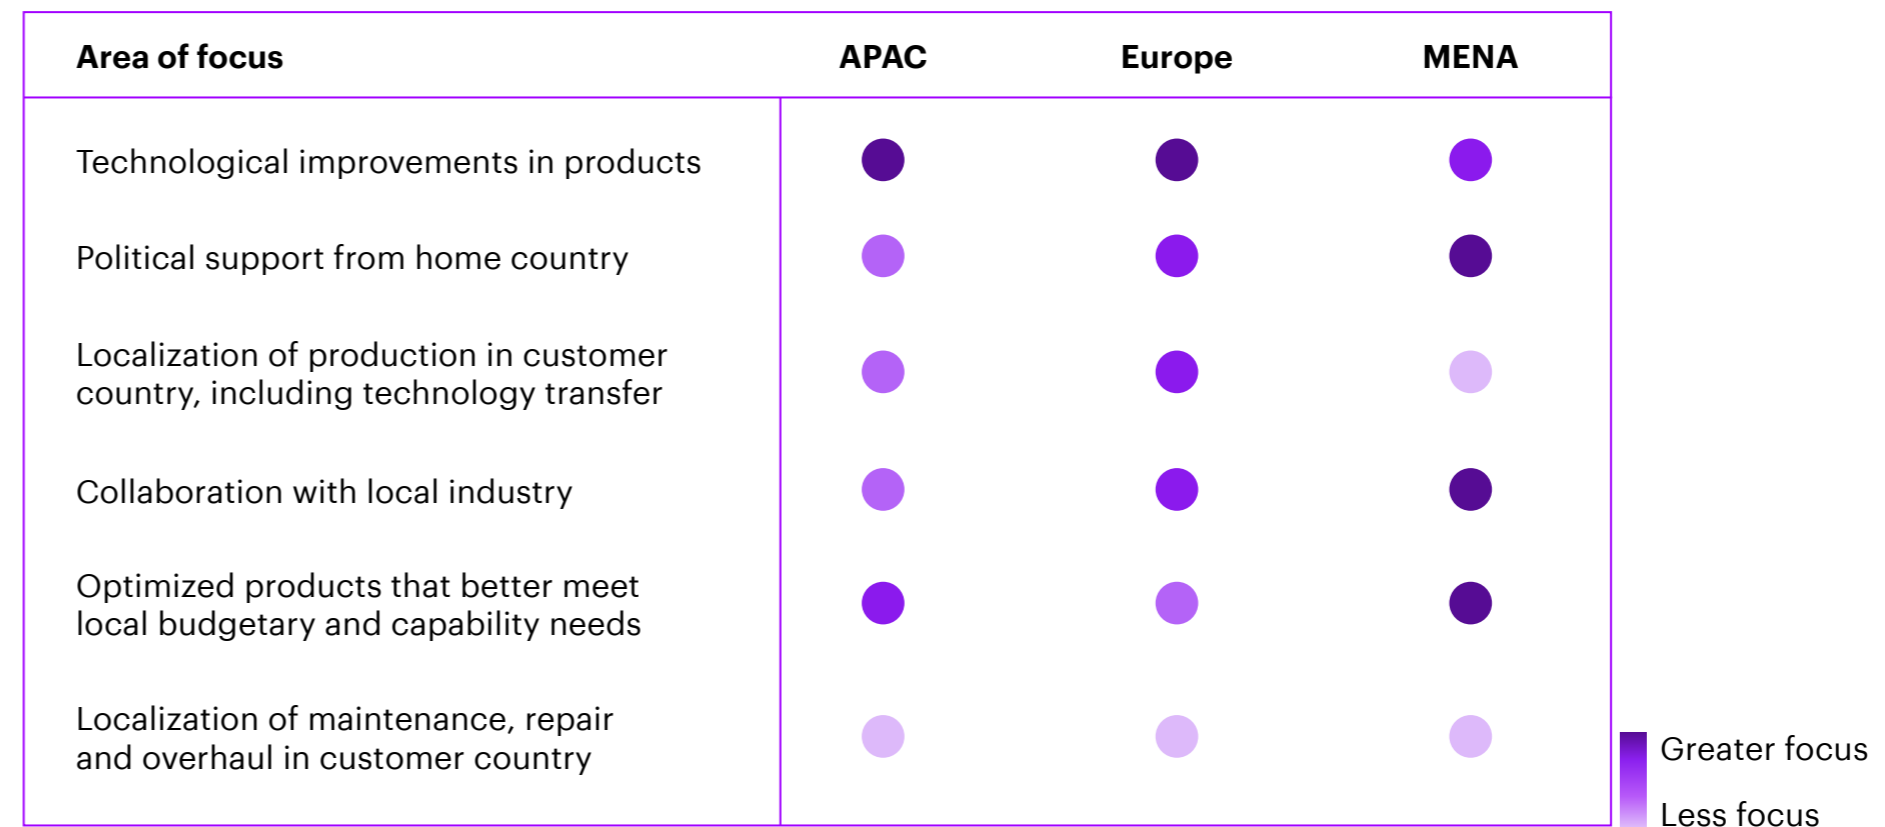 Area of focus APAC Europe MENA
Technological improvements in products
Political support from home country
Localization of production in customer
country, including technology transfer
Collaboration with local industry
Optimized products that better meet
local budgetary and capability needs
Localization of maintenance, repair
and overhaul in customer country
Greater focus
Less focus